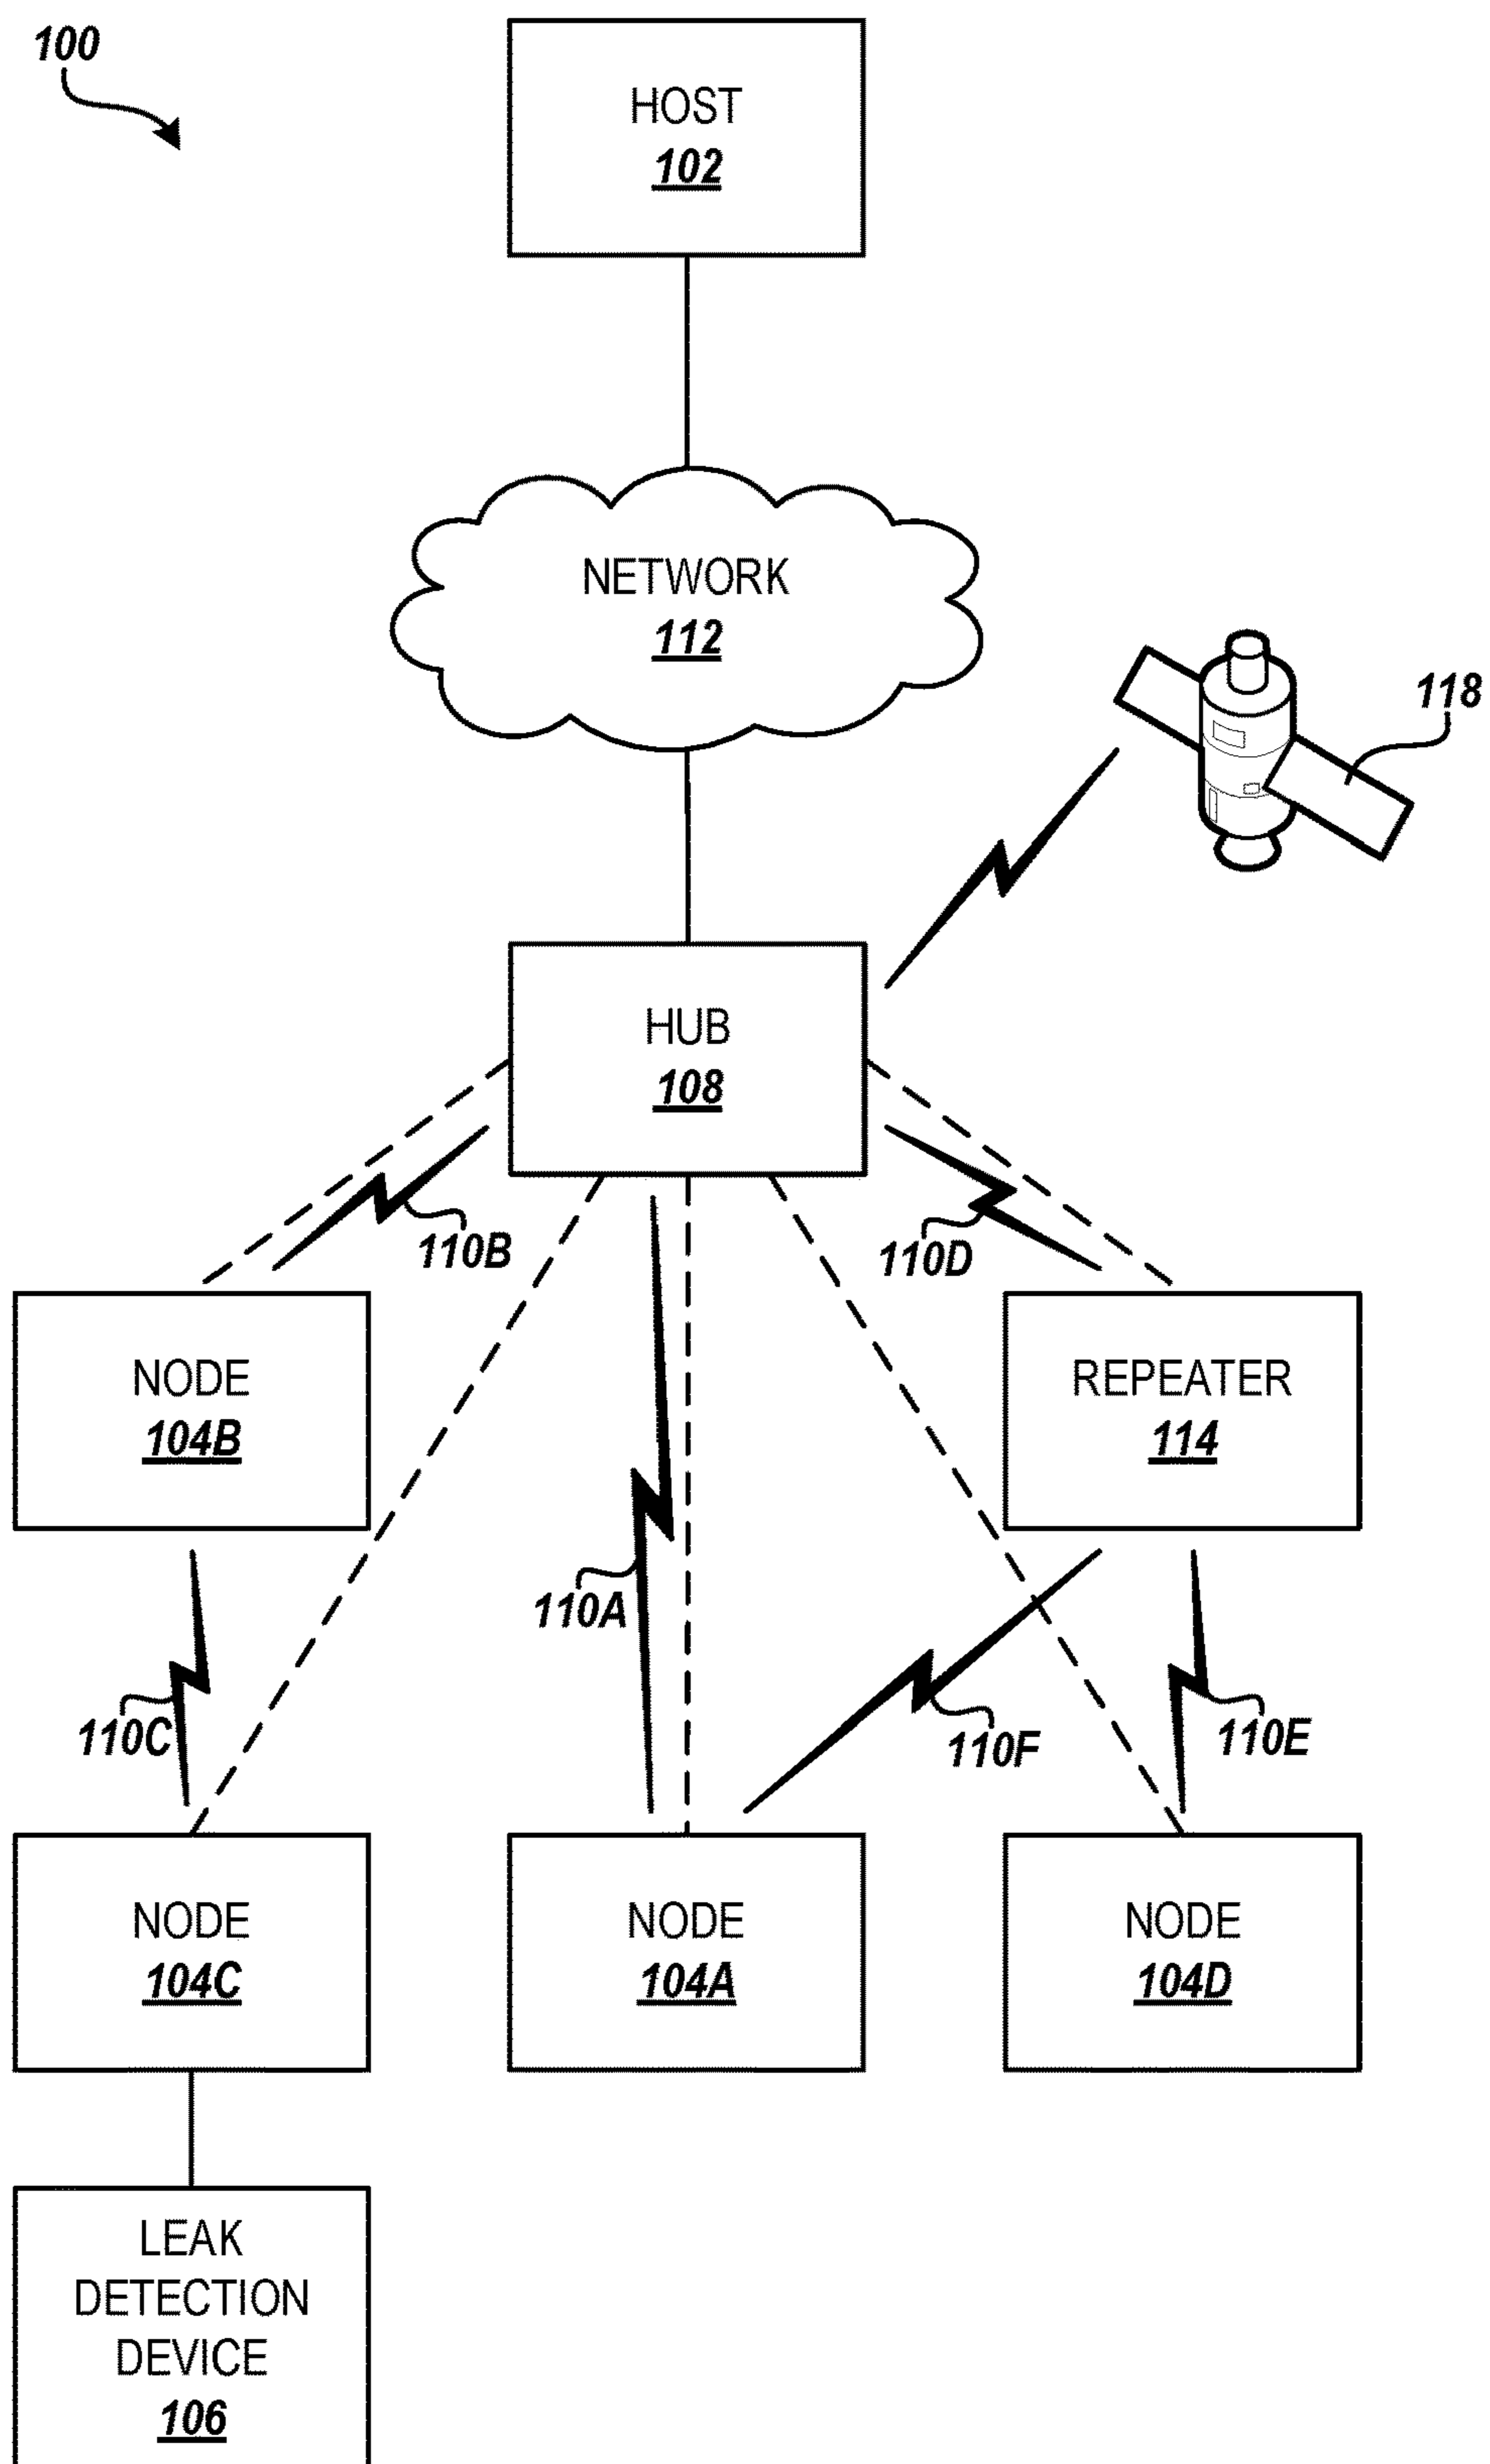 100
HOST
102
NETWORK
112
118
HUB
108
110B
110D
NODE
104B
REPEATER
114
110A
110C
110F
110E
NODE
104C
NODE
104A
NODE
104D
LEAK
DETECTION
DEVICE
106